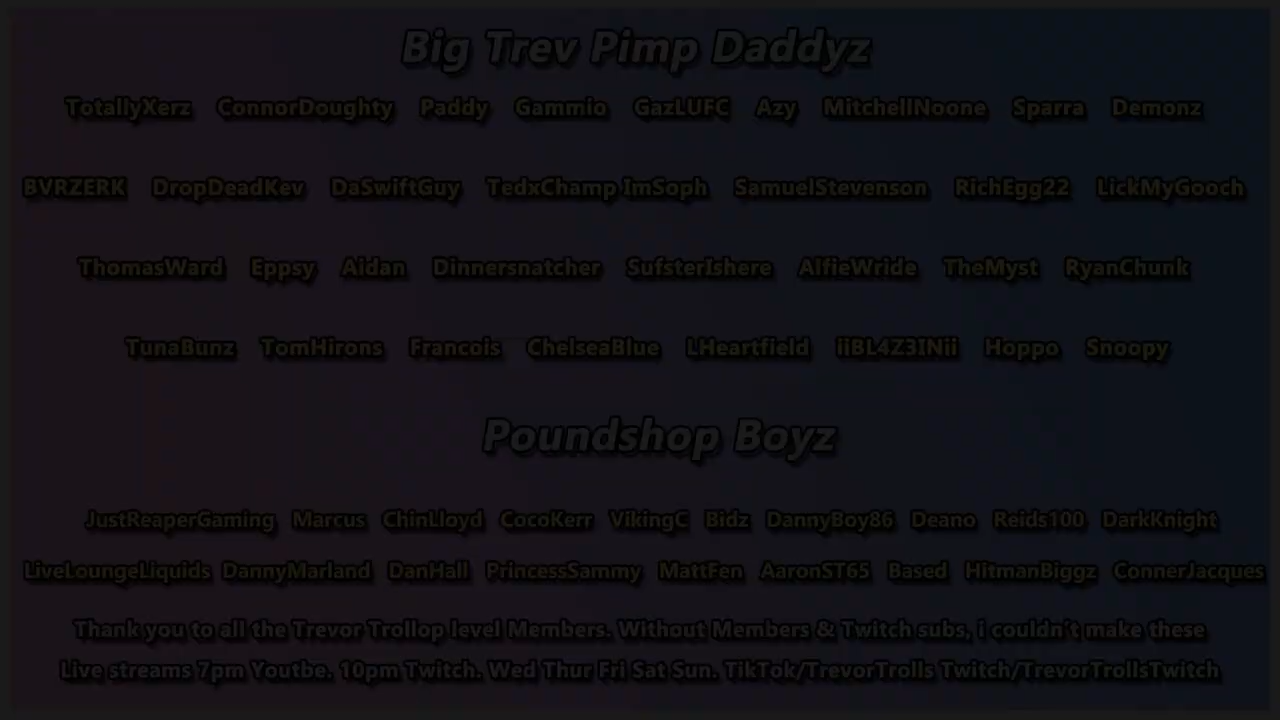 Big Trev Pimp Daddyz
TotallyXerz ConnorDoughty Paddy Gammio GazLUFC Azy MitchellNoone Sparra Demonz
BVRZERK DropDeadKev DaSwiftGuy TedxChamp ImSoph SamuelStevenson RichEgg22 LickMyGooch
ThomasWard Eppsy Aidan Dinnersnatcher SufsterIshere AlfieWride TheMyst RyanChunk
TunaBunz TomHirons Francois ChelseaBlue LHeartfield iiBL4Z3INii Hoppo Snoopy
Poundshop Boyz
JustReaperGaming Marcus ChinLloyd CocoKerr VikingC Bidz DannyBoy86 Deano Reids100 DarkKnight
LiveLoungeLiquids DannyMarland DanHall PrincessSammy MattFen AaronST65 Based HitmanBiggz ConnerJacques
Thank you to all the Trevor Trollop level Members. Without Members & Twitch subs, i couldn't make these
Live streams 7pm Youtbe. 10pm Twitch. Wed Thur Fri Sat Sun. TikTok/TrevorTrolls Twitch/TrevorTrollsTwitch